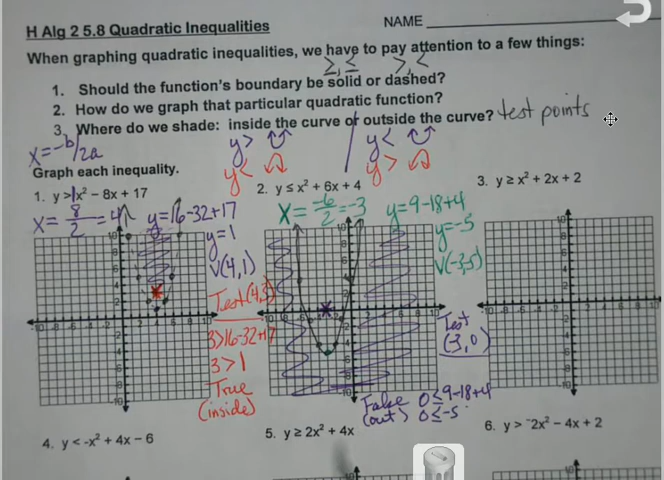 H Alg 2 5.8 Quadratic Inequalities
NAME
When graphing quadratic inequalities, we have to pay attention to a few things:
≥, ≤ >, <
1. Should the function's boundary be solid or dashed?
2. How do we graph that particular quadratic function?
3. Where do we shade: inside the curve or outside the curve? test points
x=-b/2a
y> y<
y< y>
Graph each inequality.
1. y > x² - 8x + 17
2. y ≤ x² + 6x + 4
3. y ≥ x² + 2x + 2
x = 8/2 = 4
y=16-32+17
y=1
V(4,1)
Test(4,3)
3>16-32+17
3>1
True
(inside)
x = -6/2 = -3
y=9-18+4
y=-5
V(-3,5)
Test
(-3,0)
0≤9-18+4
0≤-5
False
(out)
4. y < -x² + 4x - 6
5. y ≥ 2x² + 4x
6. y > -2x² - 4x + 2